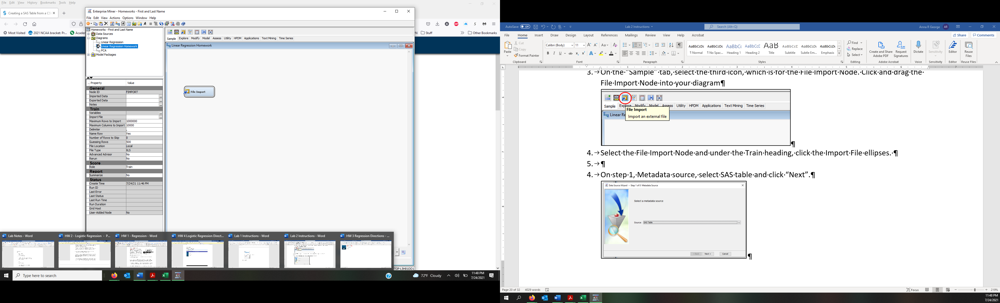 File Edit View History Bookmarks Tools Help
Creating a SAS Table from a CS
Enterprise Miner - Homeworks - First and Last Name
File Edit View Actions Options Window Help
Most Visited 2021 NCAA bracket: Pr... Academ
Stuff Other Bookmarks
Homeworks - First and Last Name
Data Sources
Diagrams
Linear Regression
Linear Regression Homework
PCA
Model Packages
Sample Explore Modify Model Assess Utility HPDM Applications Text Mining Time Series
Linear Regression Homework
File Import
.. Property Value
General
Node ID FIMPORT
Imported Data ...
Exported Data ...
Notes ...
Train
Variables ...
Import File ...
Maximum Rows to Import 1000000
Maximum Columns to Import 10000
Delimiter ,
Name Row Yes
Number of Rows to Skip 0
Guessing Rows 500
File Location Local
File Type XLS
Advanced Advisor No
Rerun No
Score
Role Train
Report
Summarize No
Status
Create Time 7/24/21 11:46 PM
Run ID
Last Error
Last Status
Last Run Time
Run Duration
Grid Host
User-Added Node No
Lab Notes - Word
HW 2 - Logistic Regression - P...
HW 1 - Regression - Word
HW 4 Logistic Regression Direct...
Lab 1 Instructions - Word
Lab 2 Instructions - Word
HW 3 Regression Directions - ...
TOP-L5H81OO1
Type here to search
72°F Cloudy
11:48 PM
7/24/2021
AutoSave Off
Lab 2 Instructions
Search (Alt+Q)
Anna R George AR
File Home Insert Draw Design Layout References Mailings Review View Help Acrobat
Share Comments
Paste
Cut
Copy
Format Painter
Clipboard
Calibri (Body) 11
Font
Paragraph
AaBbCcDc AaBbCcDc AaBbCc AaBbCcC AaB AaBbCcD AaBbCcDc AaBbCcDc
¶ Normal ¶ No Spac... Heading 1 Heading 2 Title Subtitle Subtle Em... Emphasis
Styles
Find
Replace
Select
Editing
Create and Share
Adobe PDF
Request
Signatures
Adobe Acrobat
Dictate
Voice
Sensitivity
Sensitivity
Editor
Editor
Reuse
Files
Reuse Files
3.→On·the·"Sample"·tab,·select·the·third·icon,·which·is·for·the·File·Import·Node.·Click·and·drag·the·
File·Import·Node·into·your·diagram¶
Sample Explore Modify Model Assess Utility HPDM Applications Text Mining Time Series
File Import
Import an external file
Linear Re
¶
4.→Select·the·File·Import·Node·and·under·the·Train·heading,·click·the·Import·File·ellipses.·¶
5.→¶
4.→On·step·1,·Metadata·source,·select·SAS·table·and·click·“Next”.¶
Data Source Wizard -- Step 1 of 8 Metadata Source
Select a metadata source
Source : SAS Table
< Back Next > Cancel
¶
Page 20 of 32 4029 words
Focus
219%
11:48 PM
7/24/2021